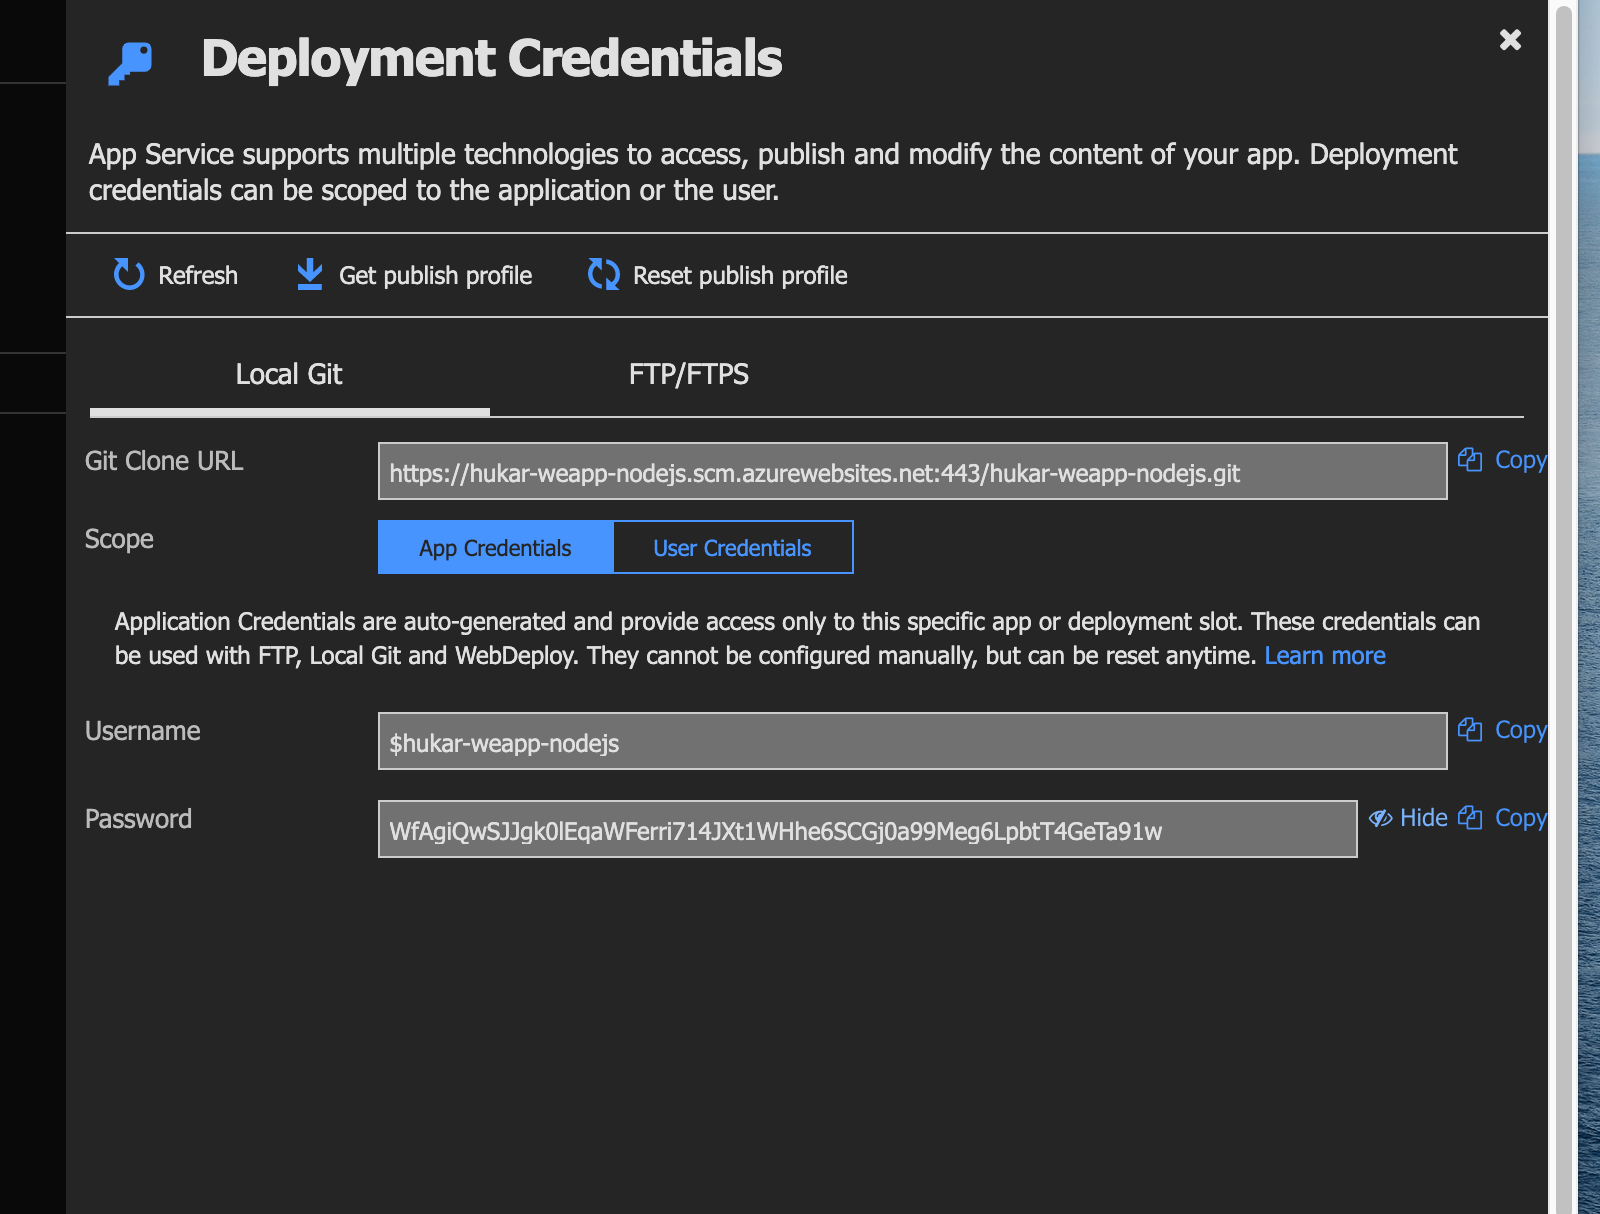 Deployment Credentials
App Service supports multiple technologies to access, publish and modify the content of your app. Deployment
credentials can be scoped to the application or the user.
Refresh Get publish profile Reset publish profile
Local Git FTP/FTPS
Git Clone URL https://hukar-weapp-nodejs.scm.azurewebsites.net:443/hukar-weapp-nodejs.git Copy
Scope App Credentials User Credentials
Application Credentials are auto-generated and provide access only to this specific app or deployment slot. These credentials can
be used with FTP, Local Git and WebDeploy. They cannot be configured manually, but can be reset anytime. Learn more
Username $hukar-weapp-nodejs Copy
Password WfAgiQwSJJgk0lEqaWFerri714JXt1WHhe6SCGj0a99Meg6LpbtT4GeTa91w Hide Copy